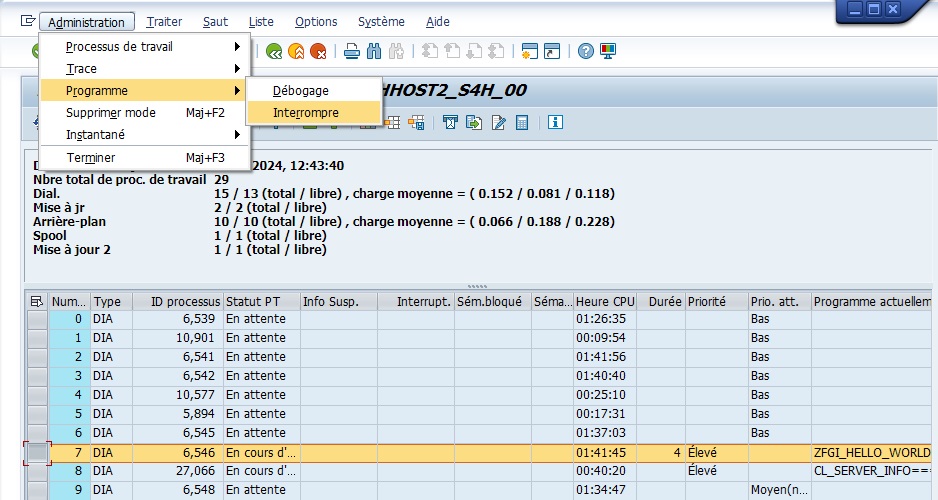 Administration Traiter Saut Liste Options Système Aide
Processus de travail
Trace
Programme
Supprimer mode Maj+F2
Instantané
Terminer Maj+F3
Débogage
Interrompre
HHOST2_S4H_00
2024, 12:43:40
Nbre total de proc. de travail 29
Dial. 15 / 13 (total / libre) , charge moyenne = ( 0.152 / 0.081 / 0.118)
Mise à jr 2 / 2 (total / libre)
Arrière-plan 10 / 10 (total / libre) , charge moyenne = ( 0.066 / 0.188 / 0.228)
Spool 1 / 1 (total / libre)
Mise à jour 2 1 / 1 (total / libre)
Num... Type ID processus Statut PT Info Susp. Interrupt. Sém.bloqué Séma... Heure CPU Durée Priorité Prio. att. Programme actuellem
0 DIA 6,539 En attente 01:26:35 Bas
1 DIA 10,901 En attente 00:09:54 Bas
2 DIA 6,541 En attente 01:41:56 Bas
3 DIA 6,542 En attente 01:40:40 Bas
4 DIA 10,577 En attente 00:25:10 Bas
5 DIA 5,894 En attente 00:17:31 Bas
6 DIA 6,545 En attente 01:37:03 Bas
7 DIA 6,546 En cours d'... 01:41:45 4 Élevé ZFGI_HELLO_WORLD
8 DIA 27,066 En cours d'... 00:40:20 Élevé CL_SERVER_INFO===
9 DIA 6,548 En attente 01:34:47 Moyen(n...